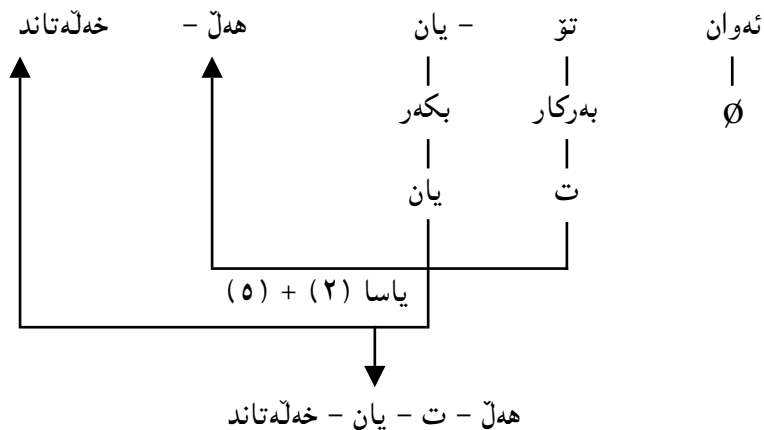 ئەوان تۆ - یان هەڵ - خەڵەتاند
Ø بەرکار بکەر
ت یان
یاسا (٢) + (٥)
هەڵ - ت - یان - خەڵەتاند